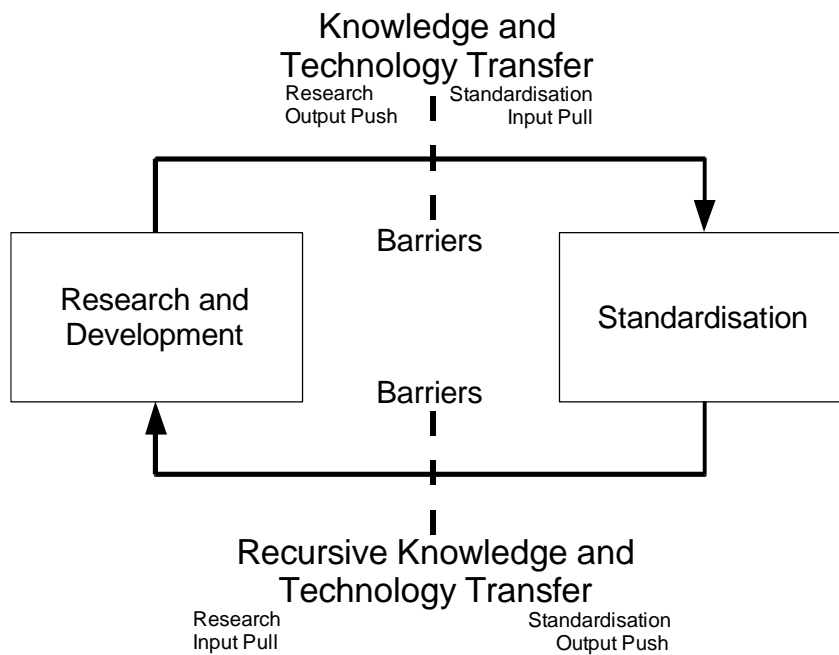 Knowledge and
Technology Transfer
Research
Output Push
Standardisation
Input Pull
Barriers
Research and
Development
Standardisation
Barriers
Recursive Knowledge and
Technology Transfer
Research
Input Pull
Standardisation
Output Push